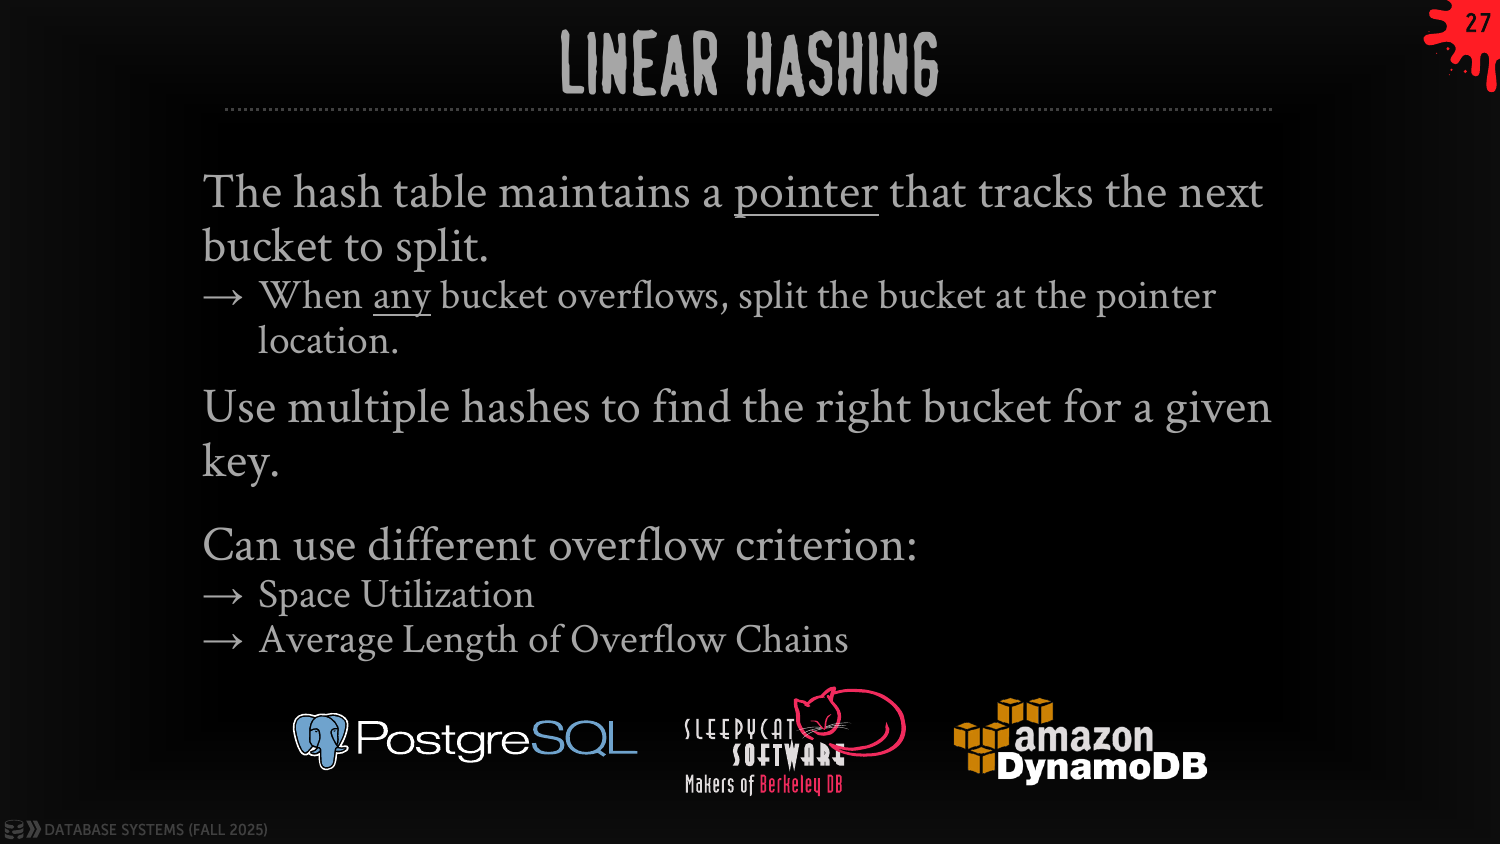 27
LINEAR HASHING
The hash table maintains a pointer that tracks the next
bucket to split.
→ When any bucket overflows, split the bucket at the pointer
location.
Use multiple hashes to find the right bucket for a given
key.
Can use different overflow criterion:
→ Space Utilization
→ Average Length of Overflow Chains
PostgreSQL
SLEEPYCAT
SOFTWARE
Makers of Berkeley DB
amazon
DynamoDB
DATABASE SYSTEMS (FALL 2025)